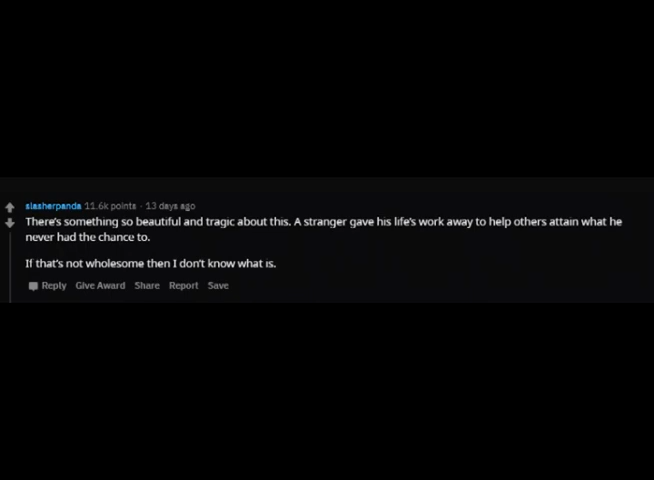 slasherpanda 11.6k points · 13 days ago
There's something so beautiful and tragic about this. A stranger gave his life's work away to help others attain what he
never had the chance to.
If that's not wholesome then I don't know what is.
Reply Give Award Share Report Save